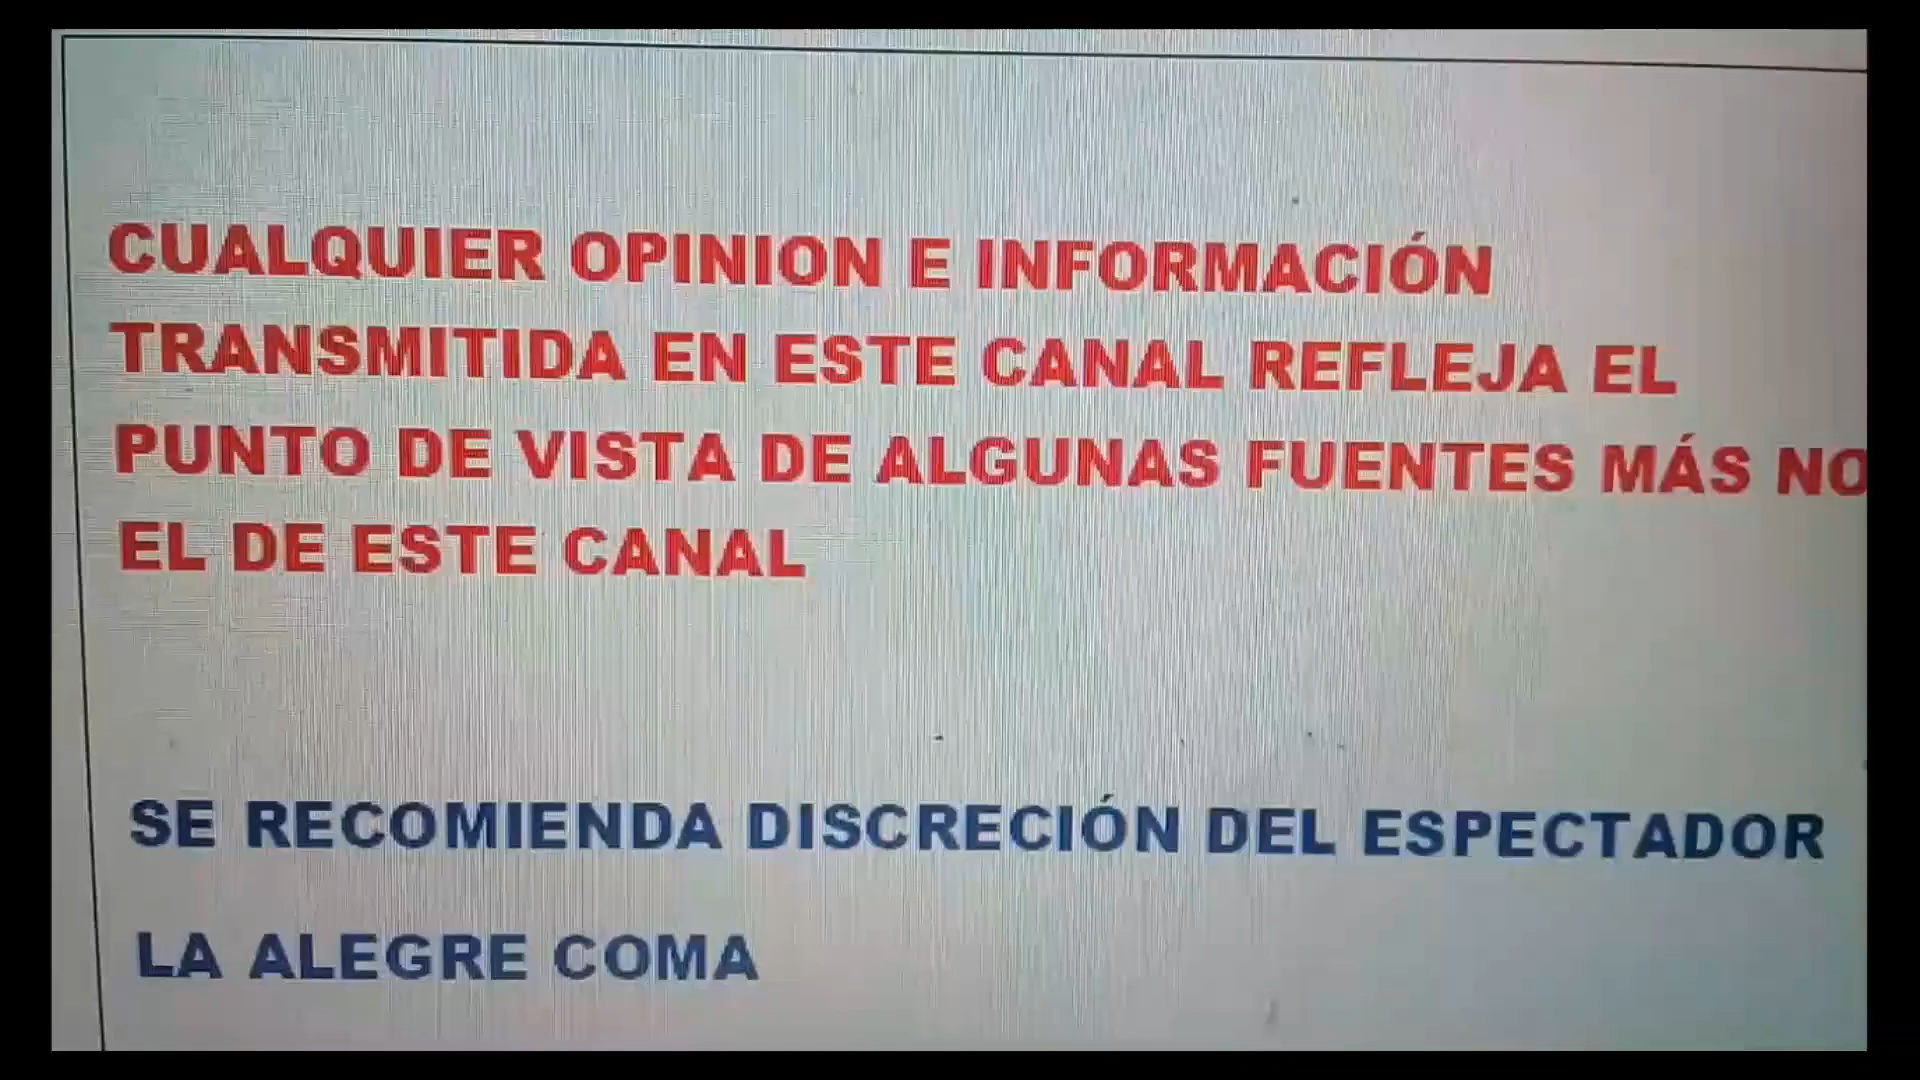 CUALQUIER OPINION E INFORMACIÓN
TRANSMITIDA EN ESTE CANAL REFLEJA EL
PUNTO DE VISTA DE ALGUNAS FUENTES MÁS NO
EL DE ESTE CANAL
SE RECOMIENDA DISCRECIÓN DEL ESPECTADOR
LA ALEGRE COMA